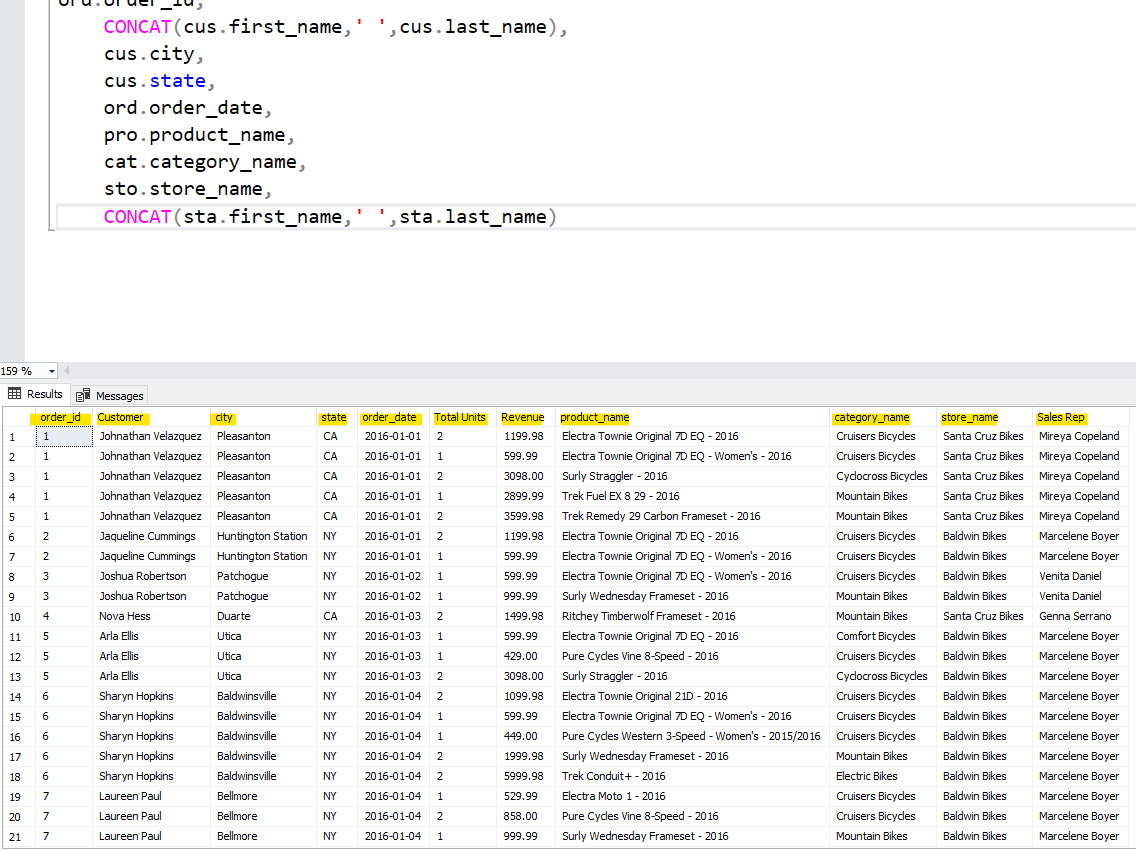 ord.order_id,
CONCAT(cus.first_name,' ',cus.last_name),
cus.city,
cus.state,
ord.order_date,
pro.product_name,
cat.category_name,
sto.store_name,
CONCAT(sta.first_name,' ',sta.last_name)
159 %
Results Messages
order_id Customer city state order_date Total Units Revenue product_name category_name store_name Sales Rep
1 1 Johnathan Velazquez Pleasanton CA 2016-01-01 2 1199.98 Electra Townie Original 7D EQ - 2016 Cruisers Bicycles Santa Cruz Bikes Mireya Copeland
2 1 Johnathan Velazquez Pleasanton CA 2016-01-01 1 599.99 Electra Townie Original 7D EQ - Women's - 2016 Cruisers Bicycles Santa Cruz Bikes Mireya Copeland
3 1 Johnathan Velazquez Pleasanton CA 2016-01-01 2 3098.00 Surly Straggler - 2016 Cyclocross Bicycles Santa Cruz Bikes Mireya Copeland
4 1 Johnathan Velazquez Pleasanton CA 2016-01-01 1 2899.99 Trek Fuel EX 8 29 - 2016 Mountain Bikes Santa Cruz Bikes Mireya Copeland
5 1 Johnathan Velazquez Pleasanton CA 2016-01-01 2 3599.98 Trek Remedy 29 Carbon Frameset - 2016 Mountain Bikes Santa Cruz Bikes Mireya Copeland
6 2 Jaqueline Cummings Huntington Station NY 2016-01-01 2 1199.98 Electra Townie Original 7D EQ - 2016 Cruisers Bicycles Baldwin Bikes Marcelene Boyer
7 2 Jaqueline Cummings Huntington Station NY 2016-01-01 1 599.99 Electra Townie Original 7D EQ - Women's - 2016 Cruisers Bicycles Baldwin Bikes Marcelene Boyer
8 3 Joshua Robertson Patchogue NY 2016-01-02 1 599.99 Electra Townie Original 7D EQ - Women's - 2016 Cruisers Bicycles Baldwin Bikes Venita Daniel
9 3 Joshua Robertson Patchogue NY 2016-01-02 1 999.99 Surly Wednesday Frameset - 2016 Mountain Bikes Baldwin Bikes Venita Daniel
10 4 Nova Hess Duarte CA 2016-01-03 2 1499.98 Ritchey Timberwolf Frameset - 2016 Mountain Bikes Santa Cruz Bikes Genna Serrano
11 5 Arla Ellis Utica NY 2016-01-03 1 599.99 Electra Townie Original 7D EQ - 2016 Comfort Bicycles Baldwin Bikes Marcelene Boyer
12 5 Arla Ellis Utica NY 2016-01-03 1 429.00 Pure Cycles Vine 8-Speed - 2016 Cruisers Bicycles Baldwin Bikes Marcelene Boyer
13 5 Arla Ellis Utica NY 2016-01-03 2 3098.00 Surly Straggler - 2016 Cyclocross Bicycles Baldwin Bikes Marcelene Boyer
14 6 Sharyn Hopkins Baldwinsville NY 2016-01-04 2 1099.98 Electra Townie Original 21D - 2016 Cruisers Bicycles Baldwin Bikes Marcelene Boyer
15 6 Sharyn Hopkins Baldwinsville NY 2016-01-04 1 599.99 Electra Townie Original 7D EQ - Women's - 2016 Cruisers Bicycles Baldwin Bikes Marcelene Boyer
16 6 Sharyn Hopkins Baldwinsville NY 2016-01-04 1 449.00 Pure Cycles Western 3-Speed - Women's - 2015/2016 Cruisers Bicycles Baldwin Bikes Marcelene Boyer
17 6 Sharyn Hopkins Baldwinsville NY 2016-01-04 2 1999.98 Surly Wednesday Frameset - 2016 Mountain Bikes Baldwin Bikes Marcelene Boyer
18 6 Sharyn Hopkins Baldwinsville NY 2016-01-04 2 5999.98 Trek Conduit+ - 2016 Electric Bikes Baldwin Bikes Marcelene Boyer
19 7 Laureen Paul Bellmore NY 2016-01-04 1 529.99 Electra Moto 1 - 2016 Cruisers Bicycles Baldwin Bikes Marcelene Boyer
20 7 Laureen Paul Bellmore NY 2016-01-04 2 858.00 Pure Cycles Vine 8-Speed - 2016 Cruisers Bicycles Baldwin Bikes Marcelene Boyer
21 7 Laureen Paul Bellmore NY 2016-01-04 1 999.99 Surly Wednesday Frameset - 2016 Mountain Bikes Baldwin Bikes Marcelene Boyer